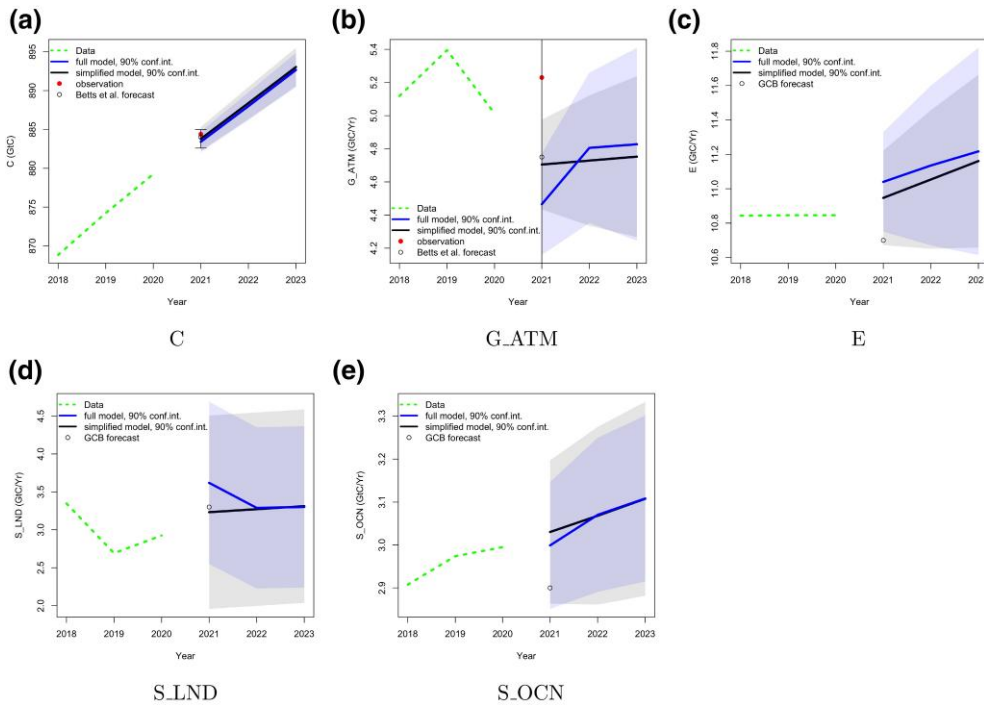 (a)
C (GtC)
895
890
885
880
875
870
Data
full model, 90% conf.int.
simplified model, 90% conf.int.
observation
Betts et al. forecast
2018 2019 2020 2021 2022 2023
Year
C
(b)
G_ATM (GtC/Yr)
5.4
5.2
5.0
4.8
4.6
4.4
4.2
Data
full model, 90% conf.int.
simplified model, 90% conf.int.
observation
Betts et al. forecast
2018 2019 2020 2021 2022 2023
Year
G_ATM
(c)
E (GtC/Yr)
11.8
11.6
11.4
11.2
11.0
10.8
10.6
Data
full model, 90% conf.int.
simplified model, 90% conf.int.
GCB forecast
2018 2019 2020 2021 2022 2023
Year
E
(d)
S_LND (GtC/Yr)
4.5
4.0
3.5
3.0
2.5
2.0
Data
full model, 90% conf.int.
simplified model, 90% conf.int.
GCB forecast
2018 2019 2020 2021 2022 2023
Year
S_LND
(e)
S_OCN (GtC/Yr)
3.3
3.2
3.1
3.0
2.9
Data
full model, 90% conf.int.
simplified model, 90% conf.int.
GCB forecast
2018 2019 2020 2021 2022 2023
Year
S_OCN